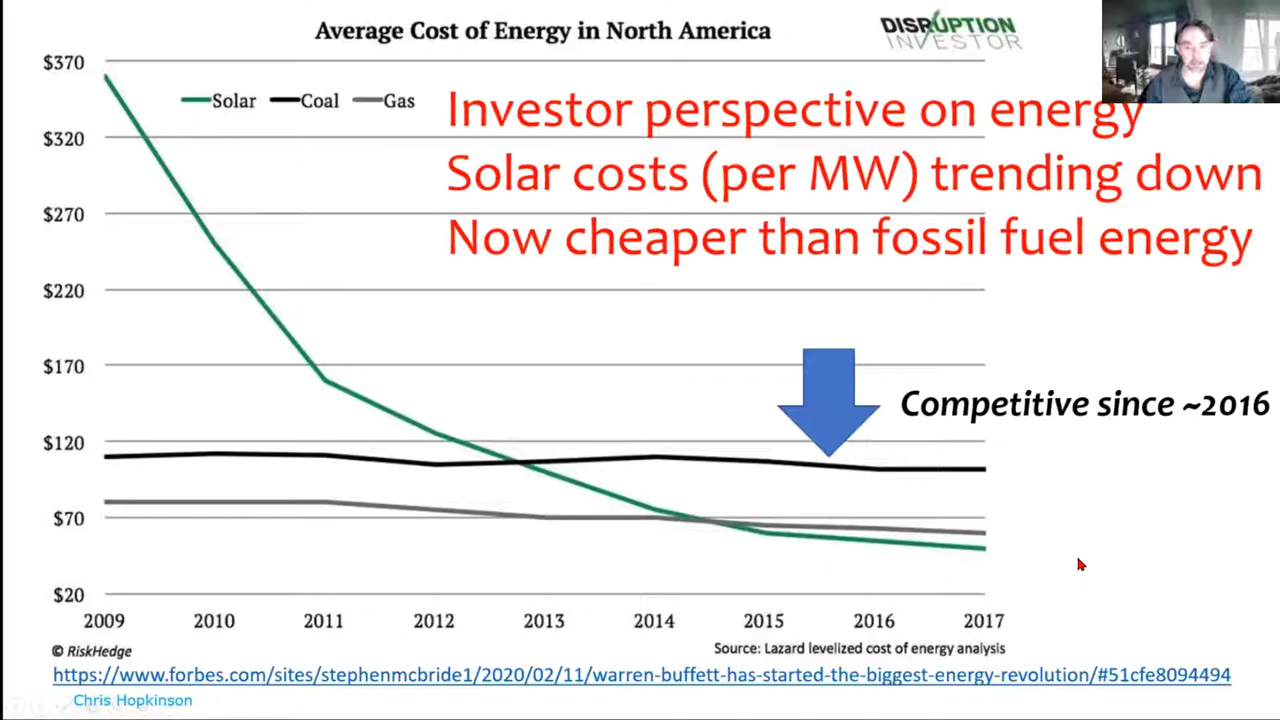 Average Cost of Energy in North America
DISRUPTION
INVESTOR
$370
Solar Coal Gas
Investor perspective on energy
$320
Solar costs (per MW) trending down
$270
Now cheaper than fossil fuel energy
$220
$170
Competitive since ~2016
$120
$70
$20
2009 2010 2011 2012 2013 2014 2015 2016 2017
© RiskHedge
Source: Lazard levelized cost of energy analysis
https://www.forbes.com/sites/stephenmcbride1/2020/02/11/warren-buffett-has-started-the-biggest-energy-revolution/#51cfe8094494
Chris Hopkinson